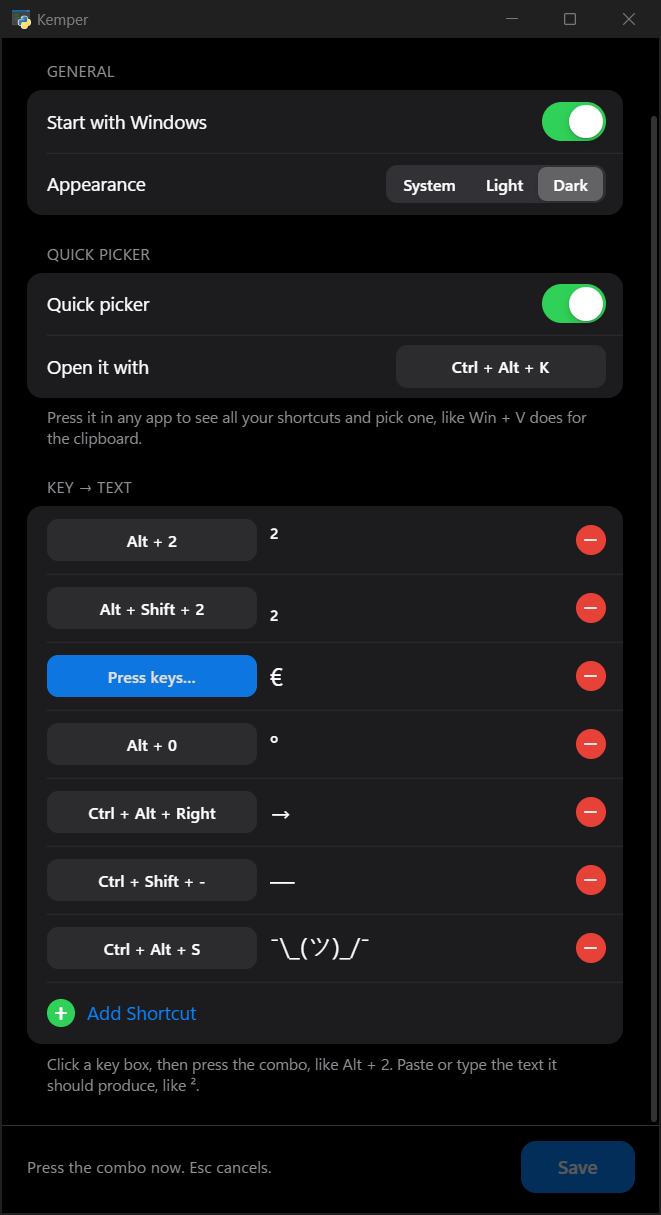 Kemper
GENERAL
Start with Windows
Appearance System Light Dark
QUICK PICKER
Quick picker
Open it with Ctrl + Alt + K
Press it in any app to see all your shortcuts and pick one, like Win + V does for
the clipboard.
KEY → TEXT
Alt + 2 ²
Alt + Shift + 2 ₂
Press keys... €
Alt + 0 °
Ctrl + Alt + Right →
Ctrl + Shift + - —
Ctrl + Alt + S ¯\_(ツ)_/¯
Add Shortcut
Click a key box, then press the combo, like Alt + 2. Paste or type the text it
should produce, like ².
Press the combo now. Esc cancels. Save